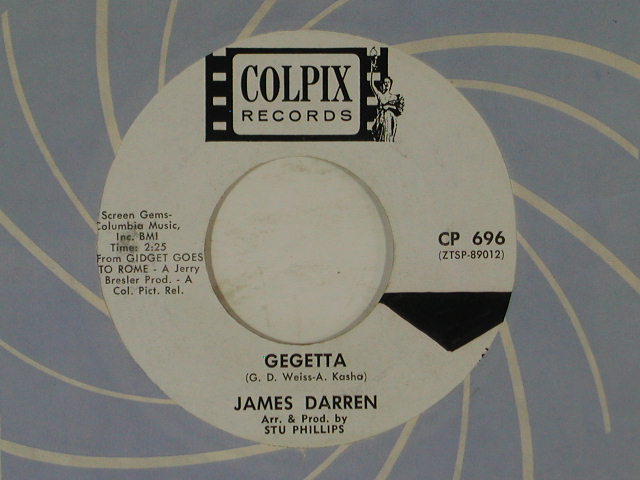 COLPIX
RECORDS
Screen Gems-
Columbia Music,
Inc. BMI
Time: 2:25
From GIDGET GOES
TO ROME - A Jerry
Bresler Prod. - A
Col. Pict. Rel.
CP 696
(ZTSP-89012)
GEGETTA
(G. D. Weiss-A. Kasha)
JAMES DARREN
Arr. & Prod. by
STU PHILLIPS